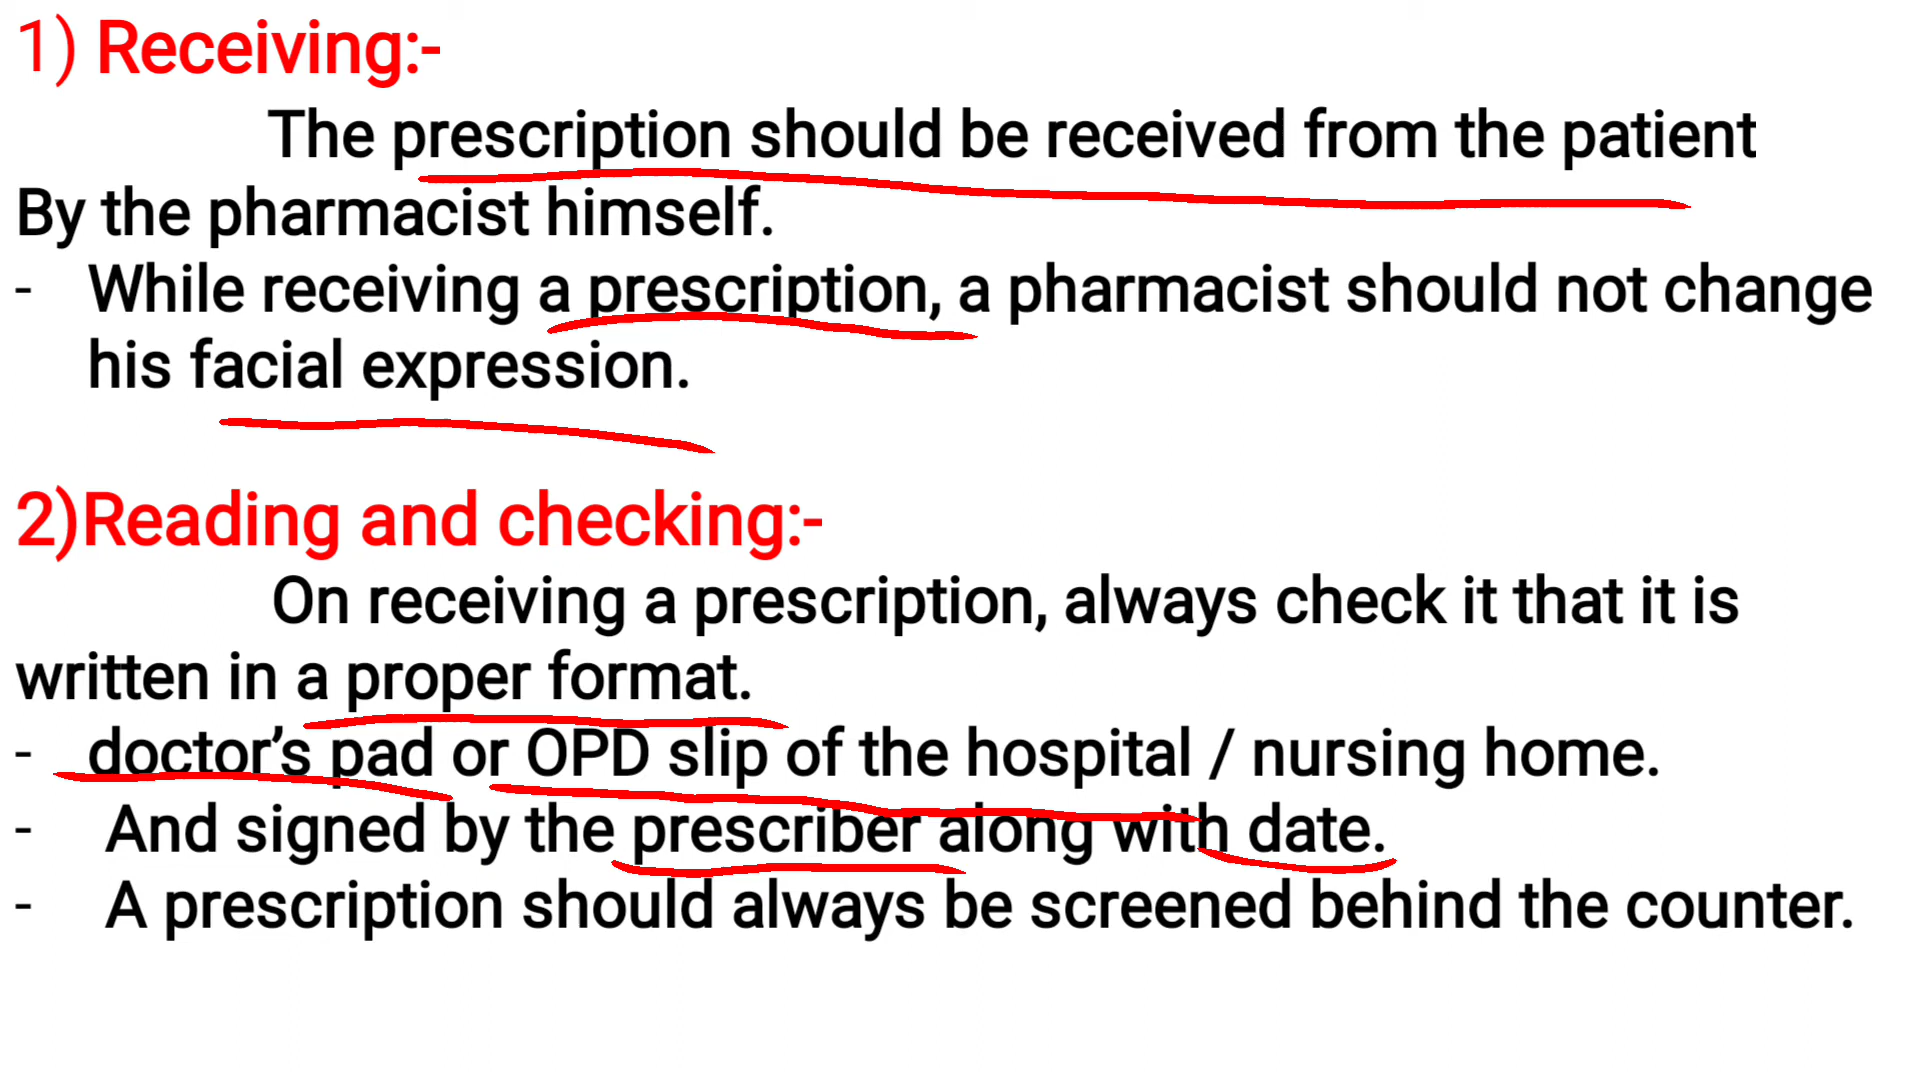 1) Receiving:-
The prescription should be received from the patient
By the pharmacist himself.
- While receiving a prescription, a pharmacist should not change
his facial expression.
2)Reading and checking:-
On receiving a prescription, always check it that it is
written in a proper format.
- doctor’s pad or OPD slip of the hospital / nursing home.
- And signed by the prescriber along with date.
- A prescription should always be screened behind the counter.